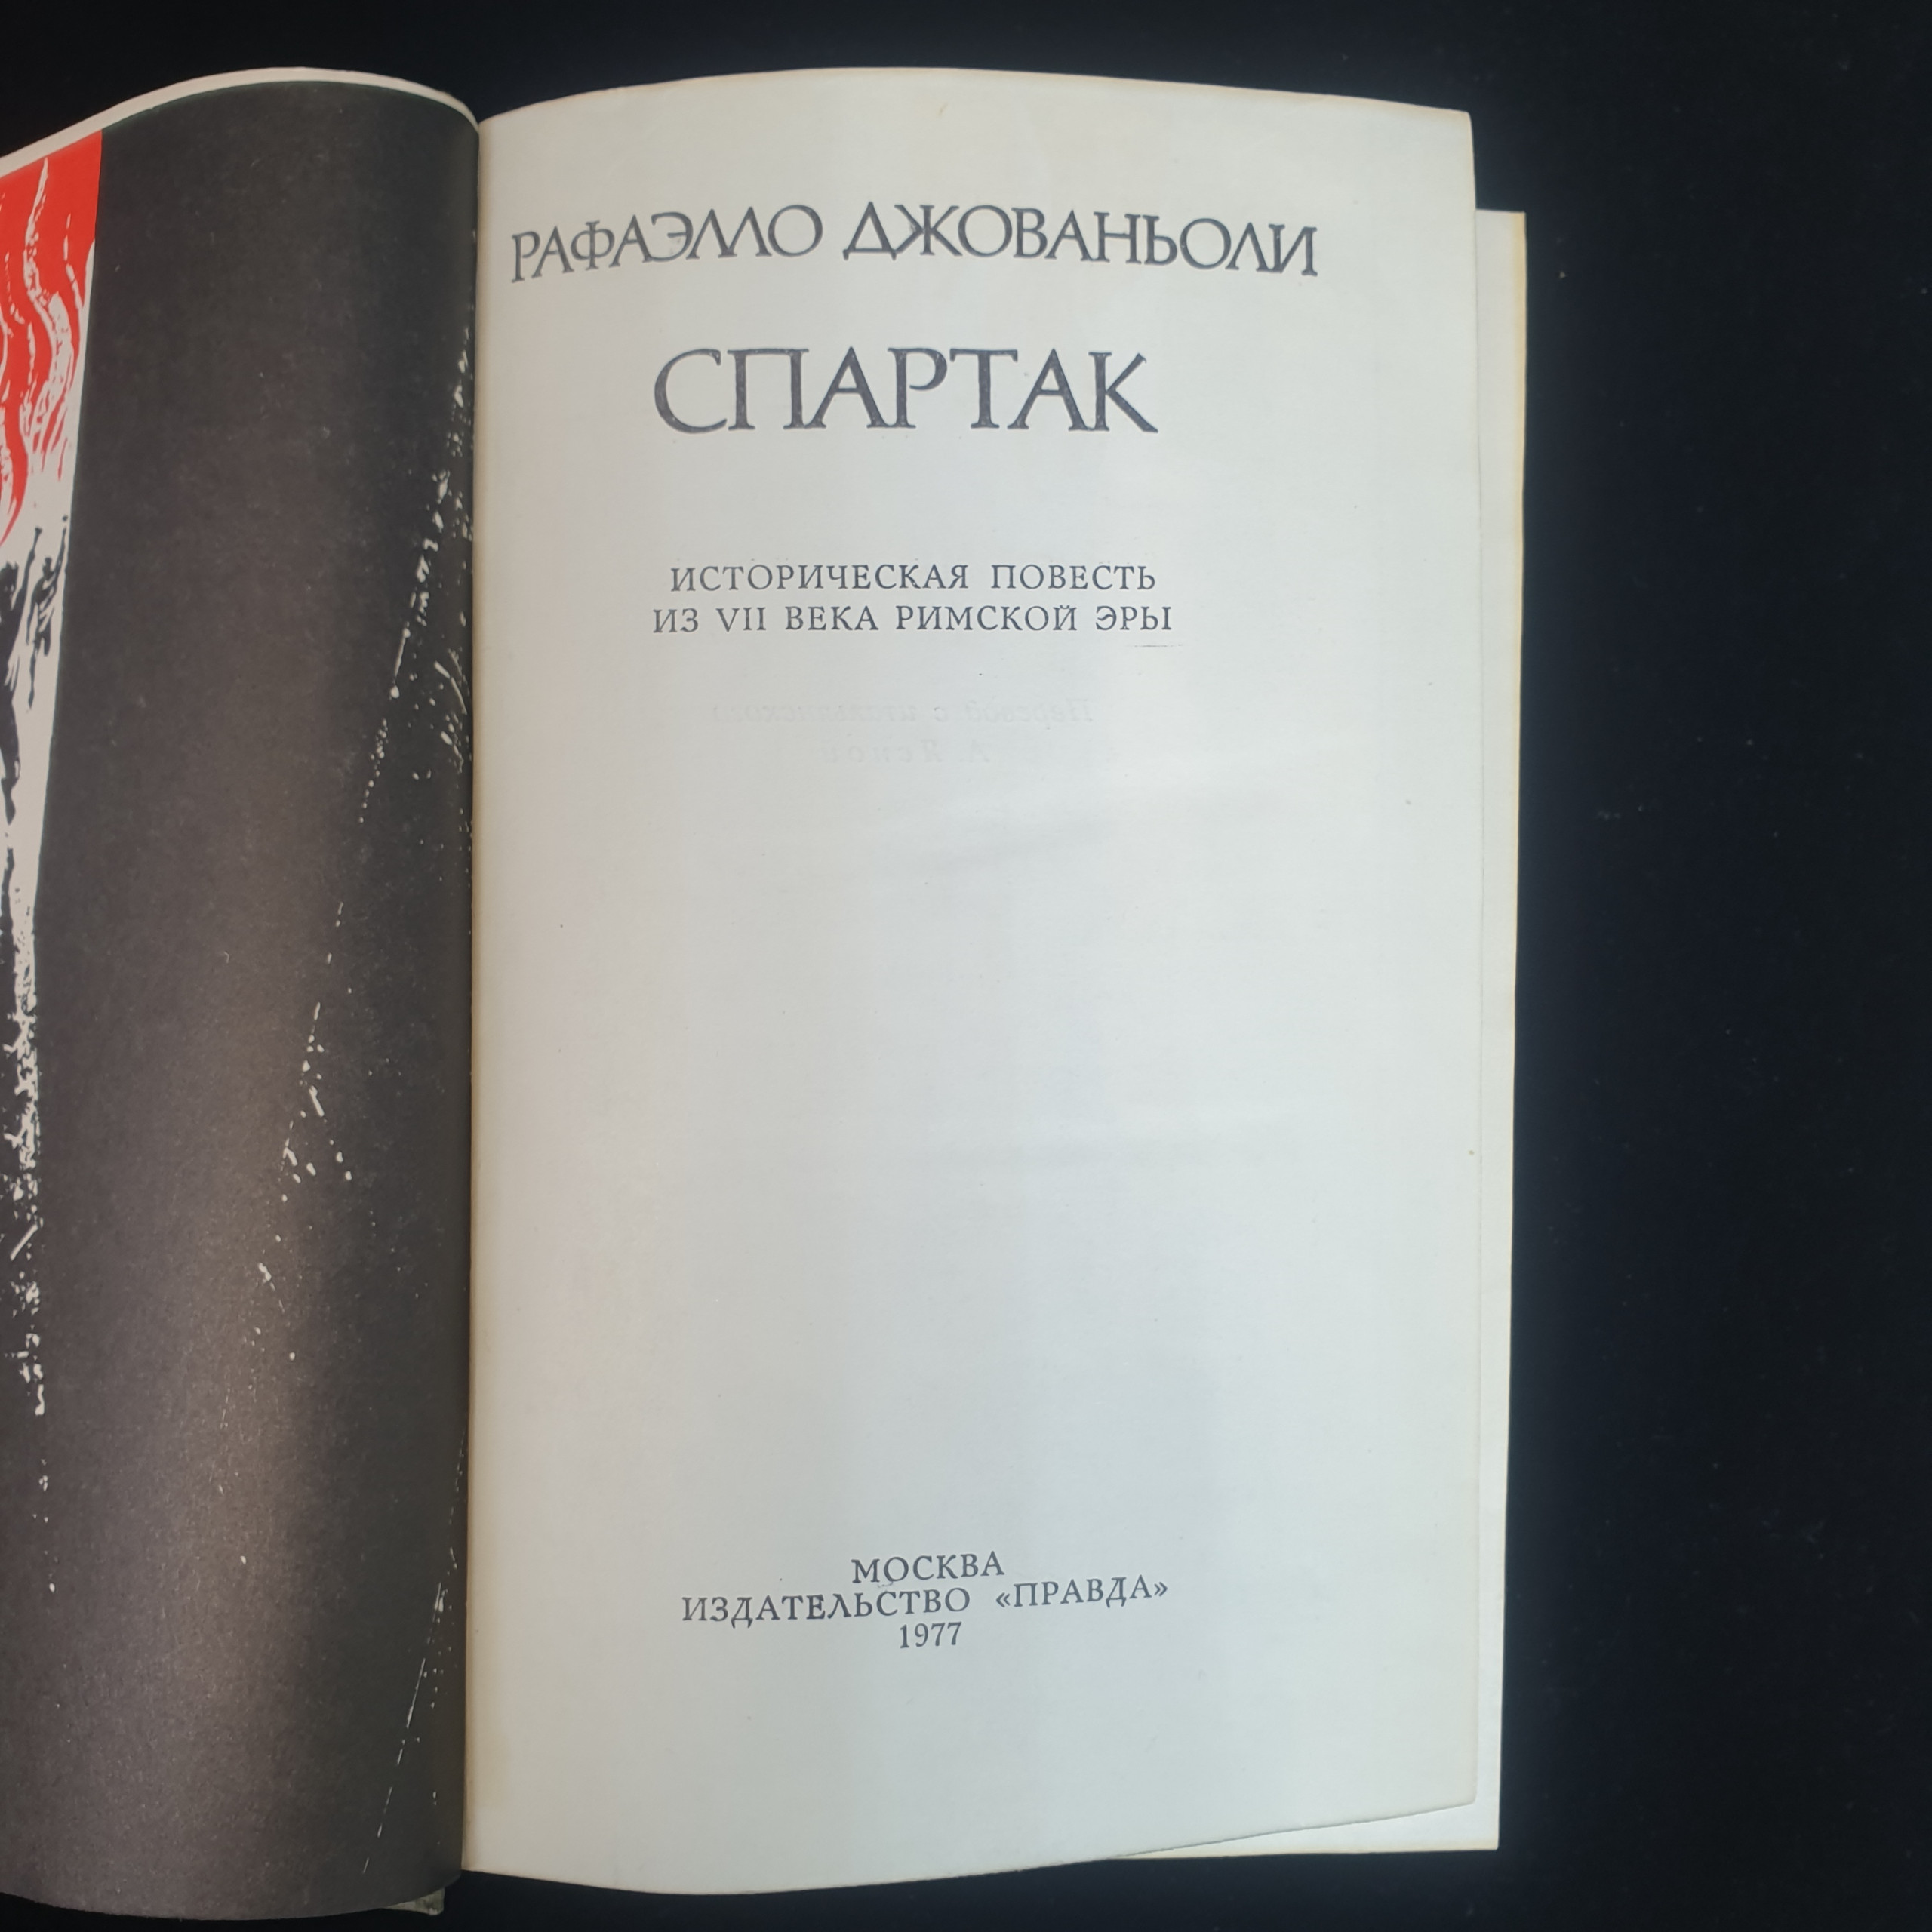 РАФАЭЛЛО ДЖОВАНЬОЛИ
СПАРТАК
ИСТОРИЧЕСКАЯ ПОВЕСТЬ
ИЗ VII ВЕКА РИМСКОЙ ЭРЫ
МОСКВА
ИЗДАТЕЛЬСТВО «ПРАВДА»
1977